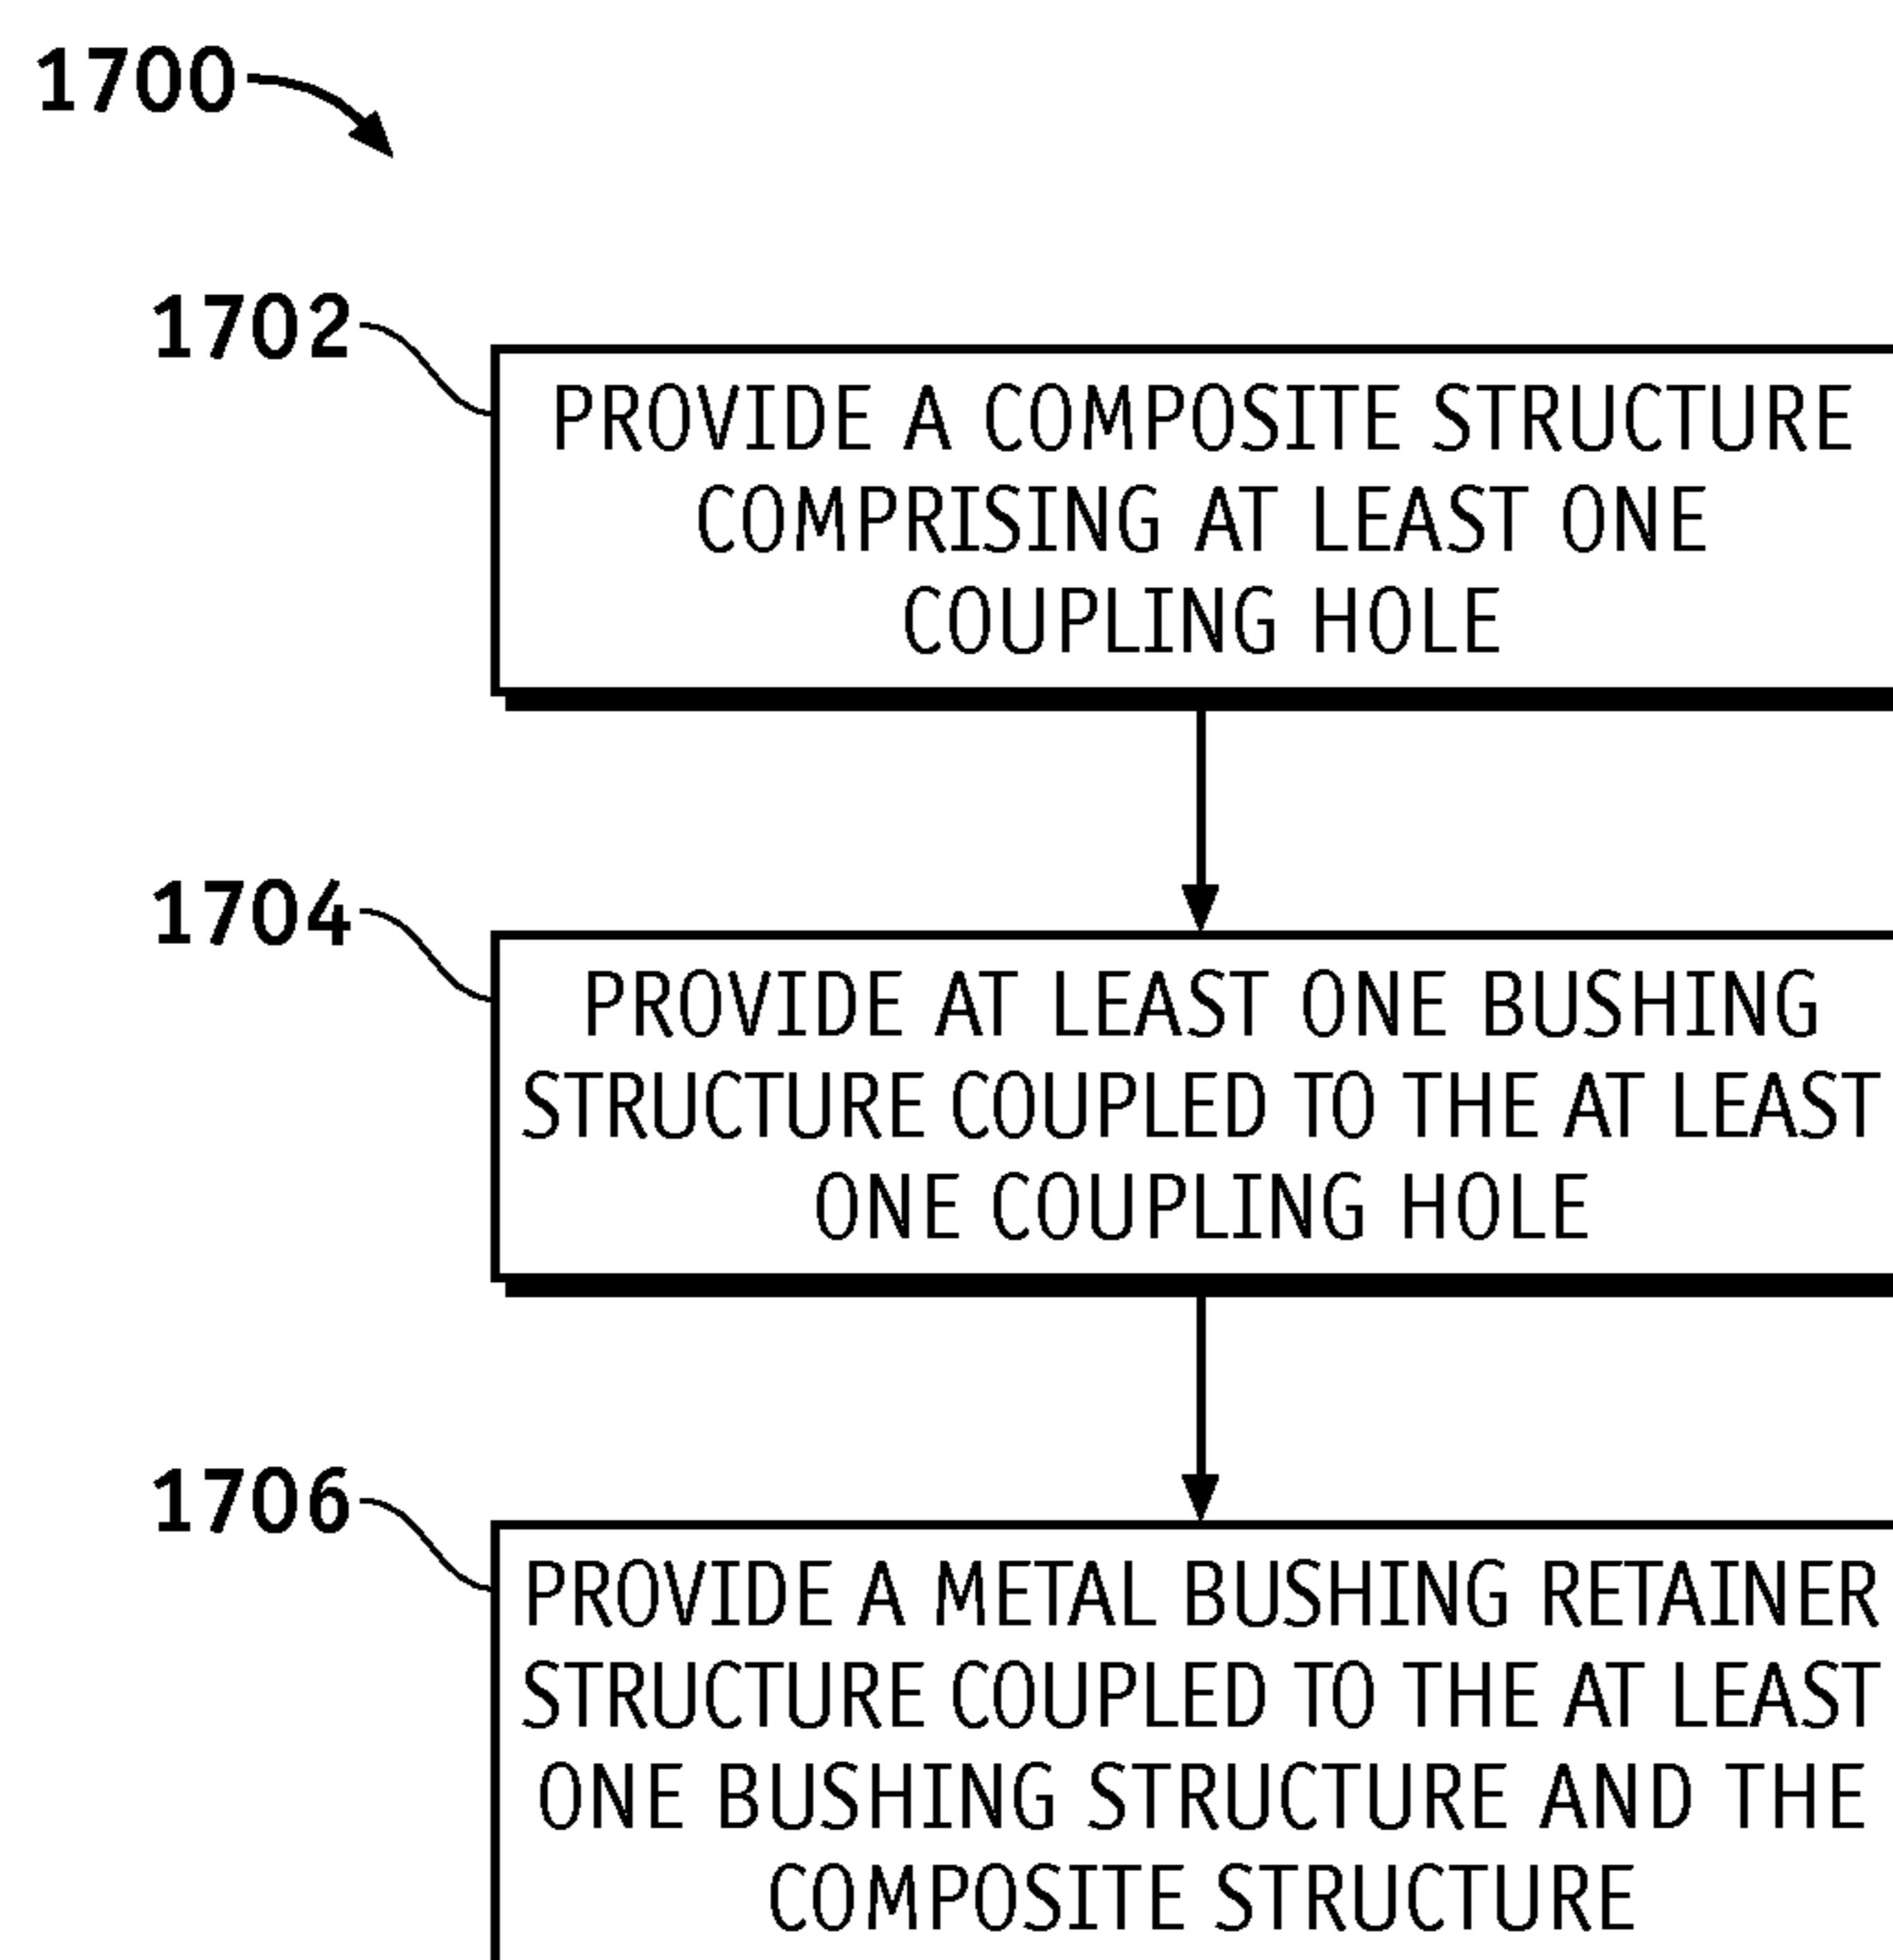 1700
1702
PROVIDE A COMPOSITE STRUCTURE
COMPRISING AT LEAST ONE
COUPLING HOLE
1704
PROVIDE AT LEAST ONE BUSHING
STRUCTURE COUPLED TO THE AT LEAST
ONE COUPLING HOLE
1706
PROVIDE A METAL BUSHING RETAINER
STRUCTURE COUPLED TO THE AT LEAST
ONE BUSHING STRUCTURE AND THE
COMPOSITE STRUCTURE